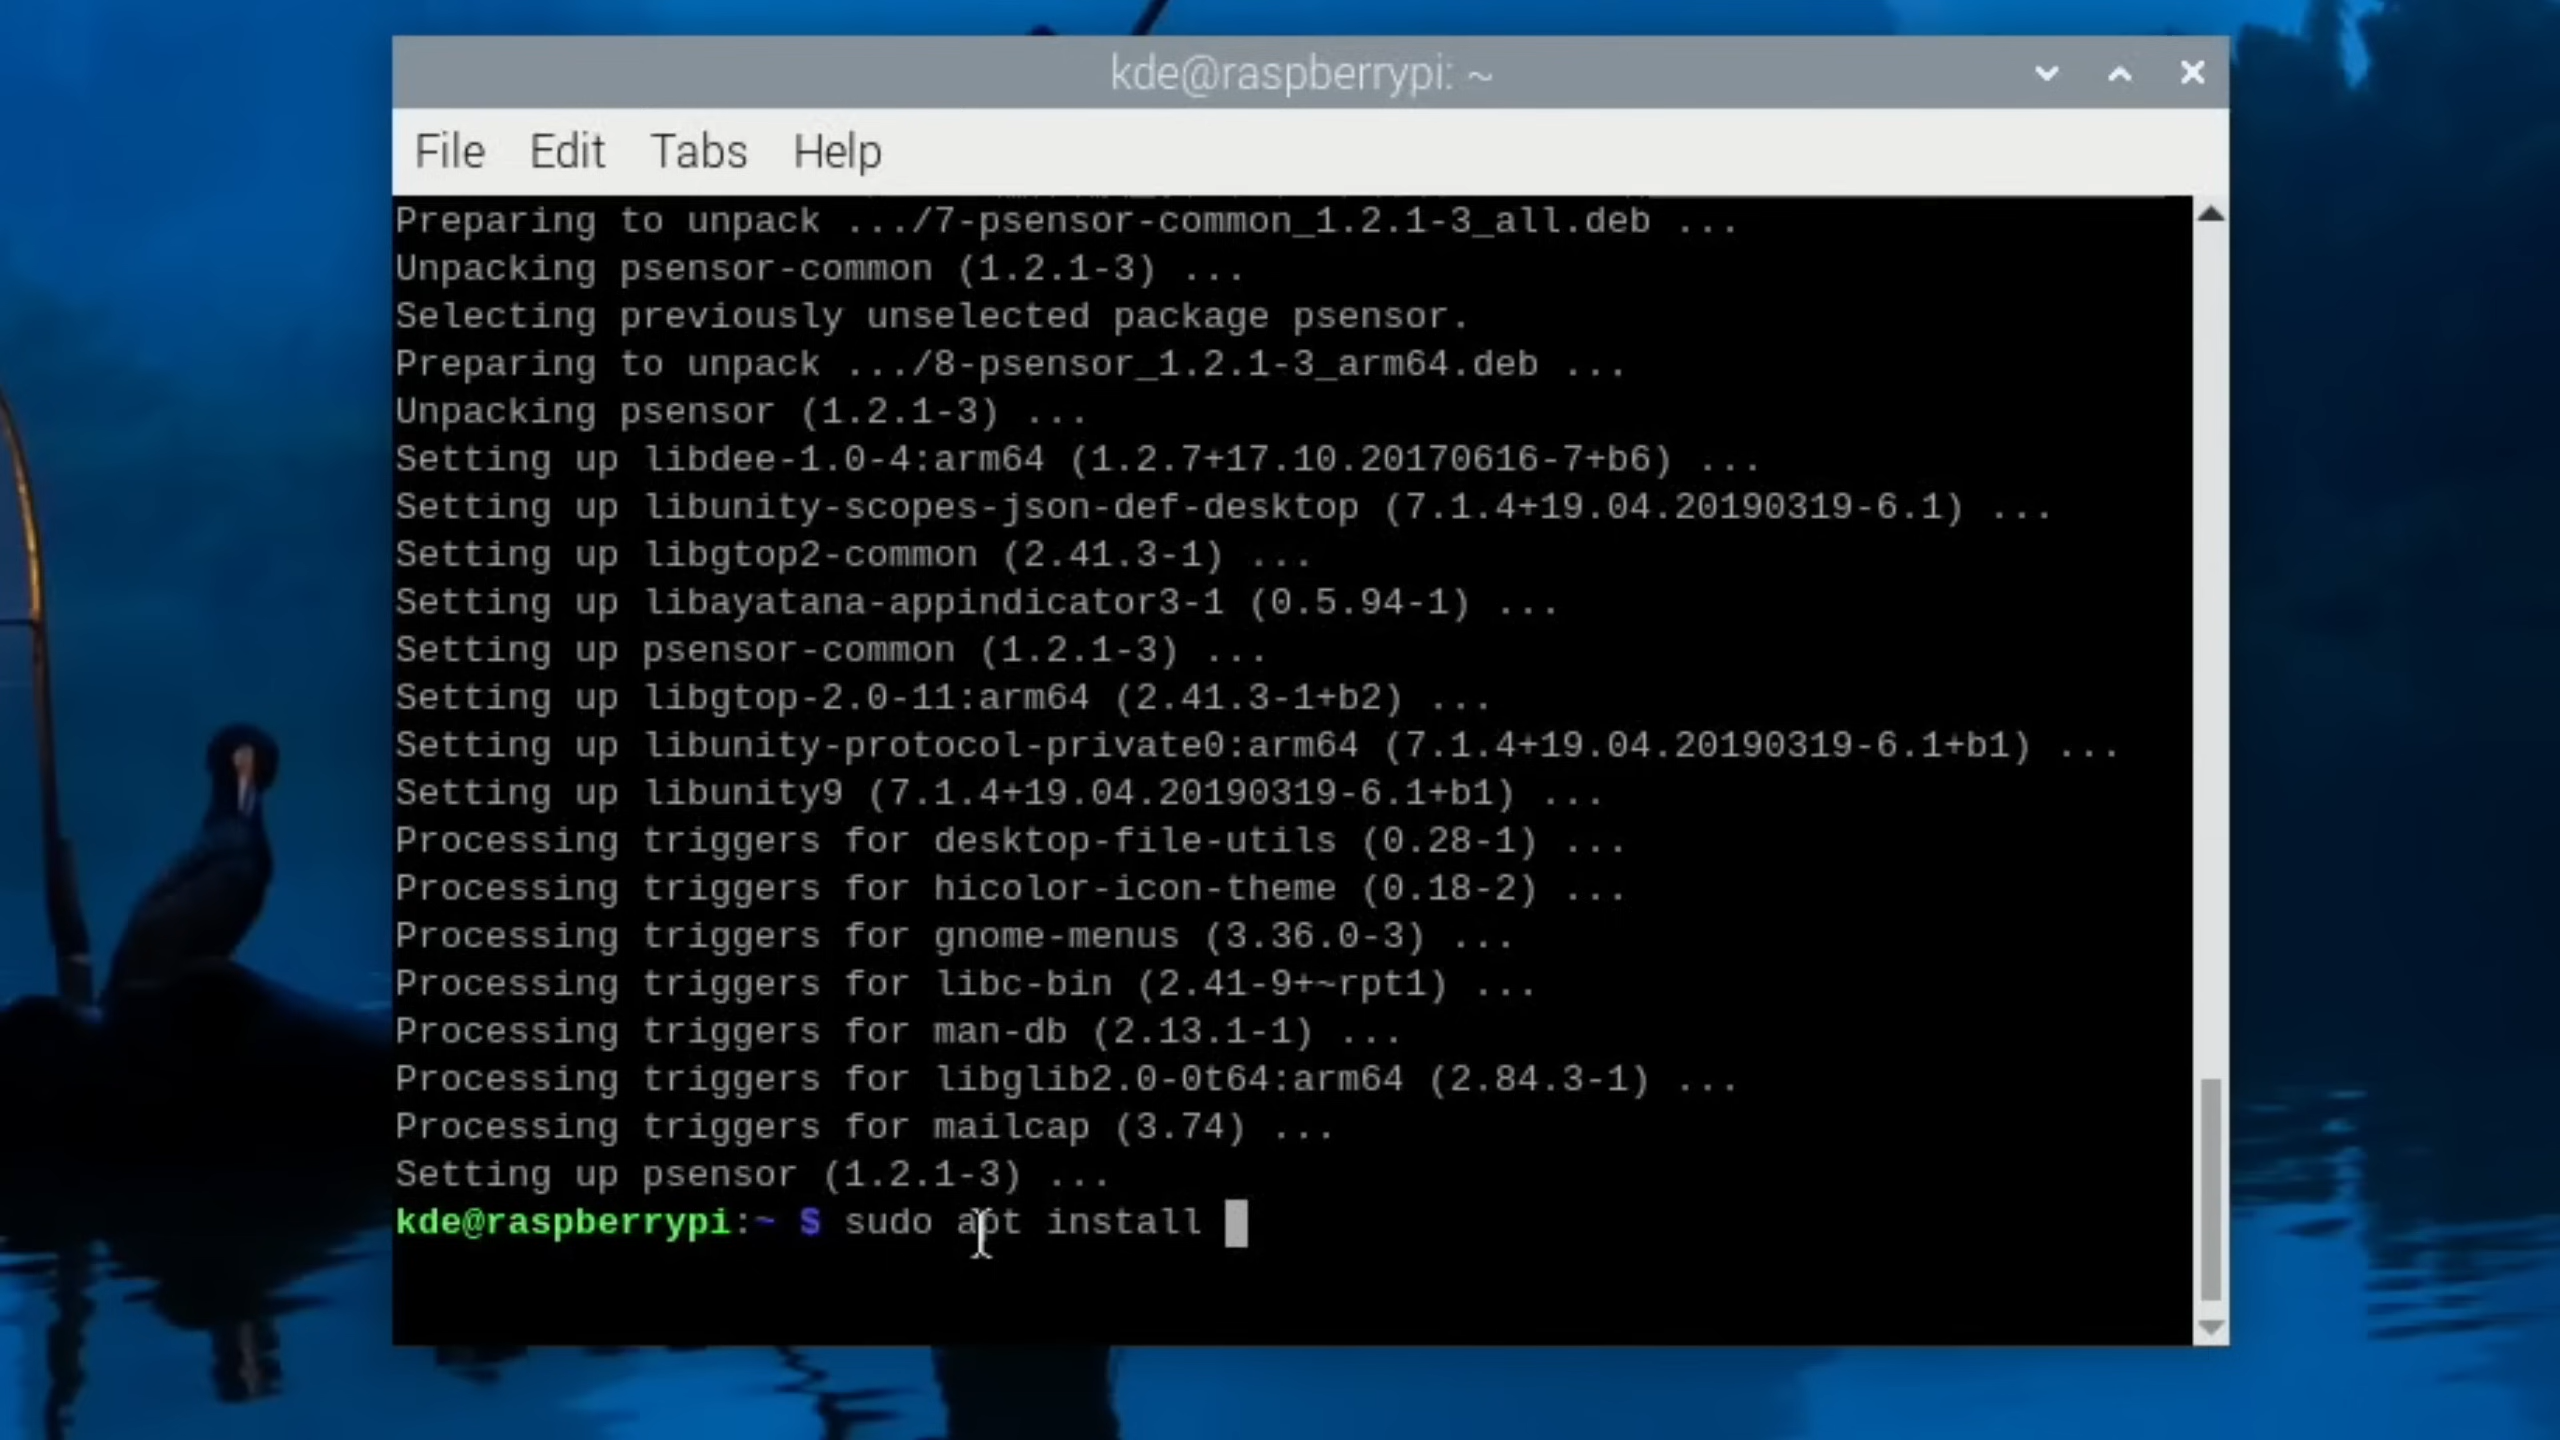 kde@raspberrypi: ~
File Edit Tabs Help
Preparing to unpack .../7-psensor-common_1.2.1-3_all.deb ...
Unpacking psensor-common (1.2.1-3) ...
Selecting previously unselected package psensor.
Preparing to unpack .../8-psensor_1.2.1-3_arm64.deb ...
Unpacking psensor (1.2.1-3) ...
Setting up libdee-1.0-4:arm64 (1.2.7+17.10.20170616-7+b6) ...
Setting up libunity-scopes-json-def-desktop (7.1.4+19.04.20190319-6.1) ...
Setting up libgtop2-common (2.41.3-1) ...
Setting up libayatana-appindicator3-1 (0.5.94-1) ...
Setting up psensor-common (1.2.1-3) ...
Setting up libgtop-2.0-11:arm64 (2.41.3-1+b2) ...
Setting up libunity-protocol-private0:arm64 (7.1.4+19.04.20190319-6.1+b1) ...
Setting up libunity9 (7.1.4+19.04.20190319-6.1+b1) ...
Processing triggers for desktop-file-utils (0.28-1) ...
Processing triggers for hicolor-icon-theme (0.18-2) ...
Processing triggers for gnome-menus (3.36.0-3) ...
Processing triggers for libc-bin (2.41-9+~rpt1) ...
Processing triggers for man-db (2.13.1-1) ...
Processing triggers for libglib2.0-0t64:arm64 (2.84.3-1) ...
Processing triggers for mailcap (3.74) ...
Setting up psensor (1.2.1-3) ...
kde@raspberrypi:~ $ sudo apt install